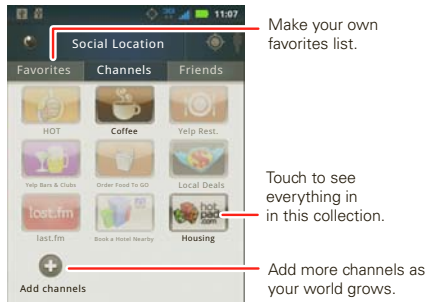 11:07
Social Location
Favorites Channels Friends
HOT Coffee Yelp Rest.
Yelp Bars & Clubs Order Food To GO Local Deals
lost.fm hot pad .com
last.fm Book a Hotel Nearby Housing
Add channels
Make your own
favorites list.
Touch to see
everything in
in this collection.
Add more channels as
your world grows.